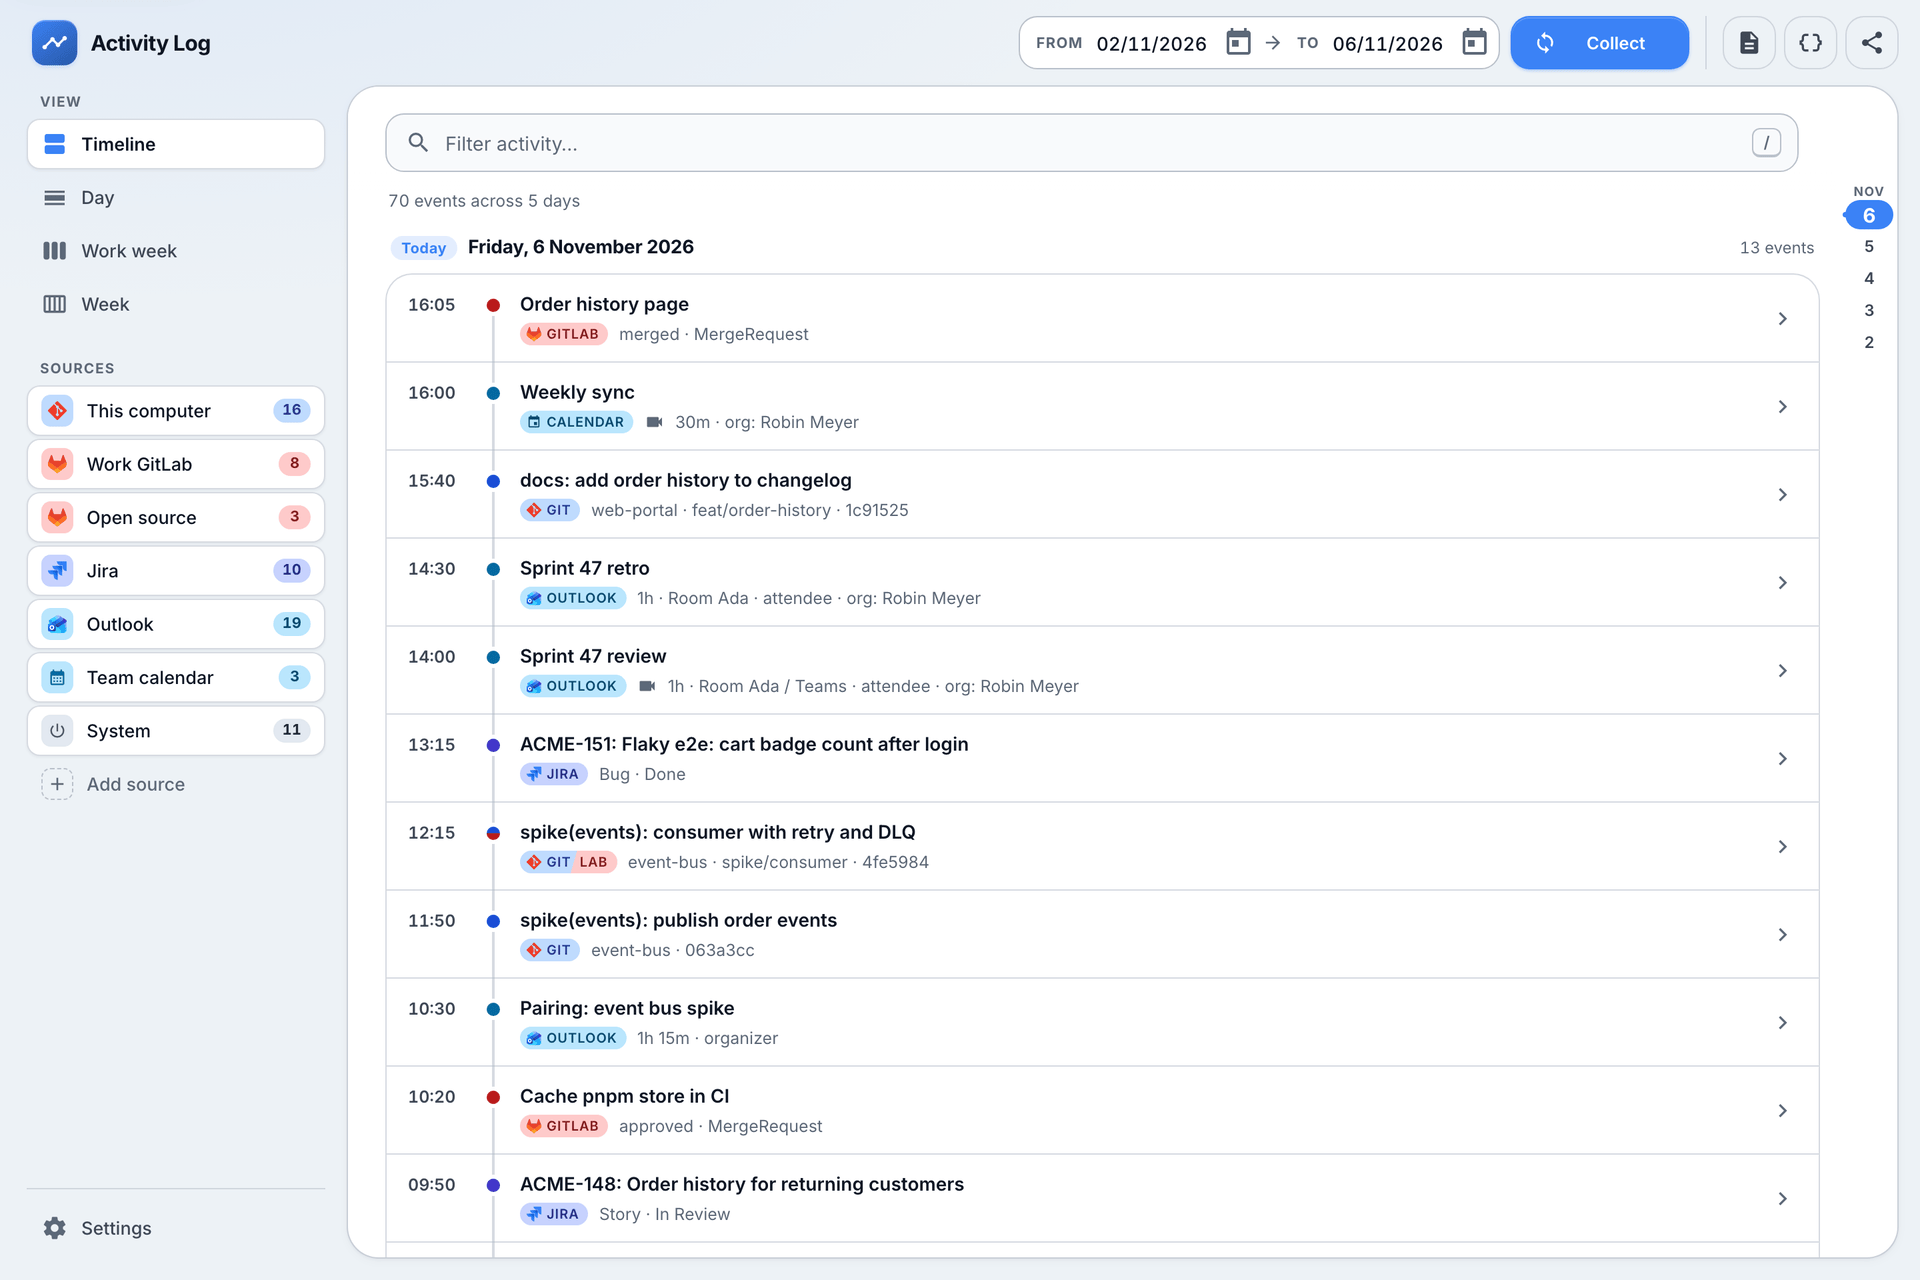 Activity Log
FROM 02/11/2026 → TO 06/11/2026
Collect
VIEW
Timeline
Day
Work week
Week
SOURCES
This computer 16
Work GitLab 8
Open source 3
Jira 10
Outlook 19
Team calendar 3
System 11
Add source
Settings
Filter activity... /
70 events across 5 days
Today Friday, 6 November 2026 13 events
16:05 Order history page
GITLAB merged · MergeRequest
16:00 Weekly sync
CALENDAR 30m · org: Robin Meyer
15:40 docs: add order history to changelog
GIT web-portal · feat/order-history · 1c91525
14:30 Sprint 47 retro
OUTLOOK 1h · Room Ada · attendee · org: Robin Meyer
14:00 Sprint 47 review
OUTLOOK 1h · Room Ada / Teams · attendee · org: Robin Meyer
13:15 ACME-151: Flaky e2e: cart badge count after login
JIRA Bug · Done
12:15 spike(events): consumer with retry and DLQ
GIT LAB event-bus · spike/consumer · 4fe5984
11:50 spike(events): publish order events
GIT event-bus · 063a3cc
10:30 Pairing: event bus spike
OUTLOOK 1h 15m · organizer
10:20 Cache pnpm store in CI
GITLAB approved · MergeRequest
09:50 ACME-148: Order history for returning customers
JIRA Story · In Review
NOV
6
5
4
3
2